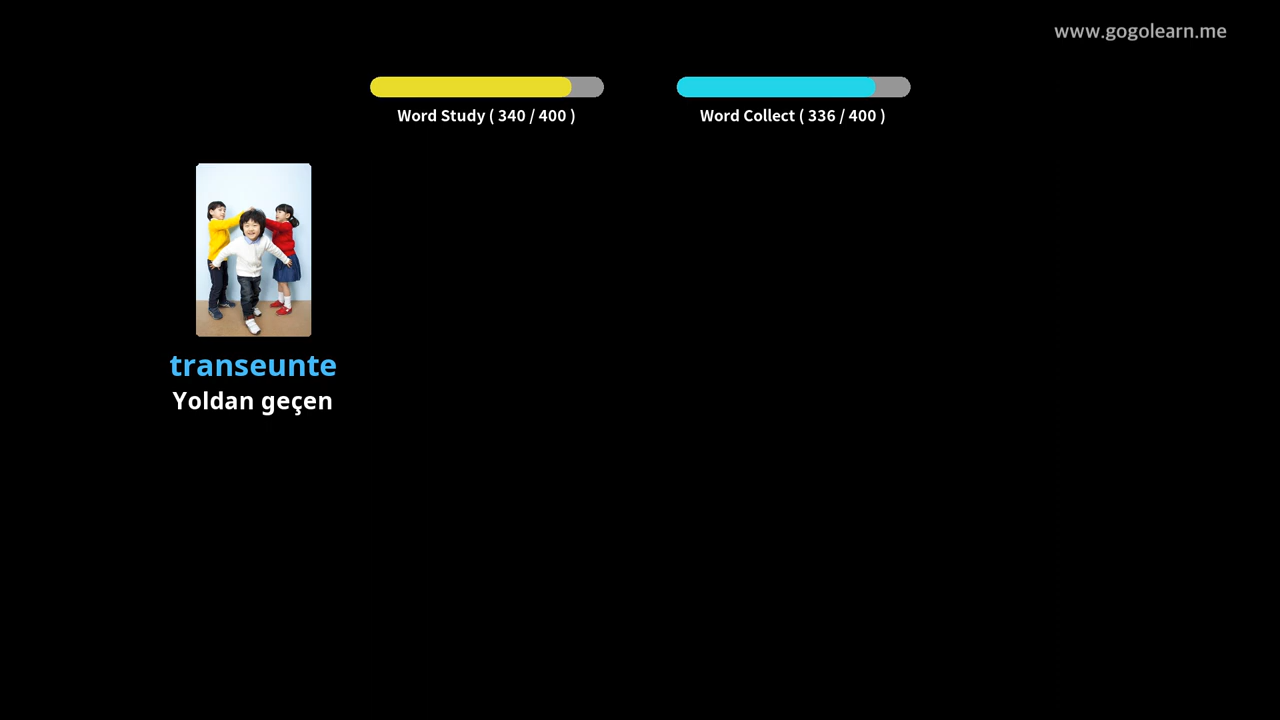 www.gogolearn.me
Word Study ( 340 / 400 )
Word Collect ( 336 / 400 )
transeunte
Yoldan geçen